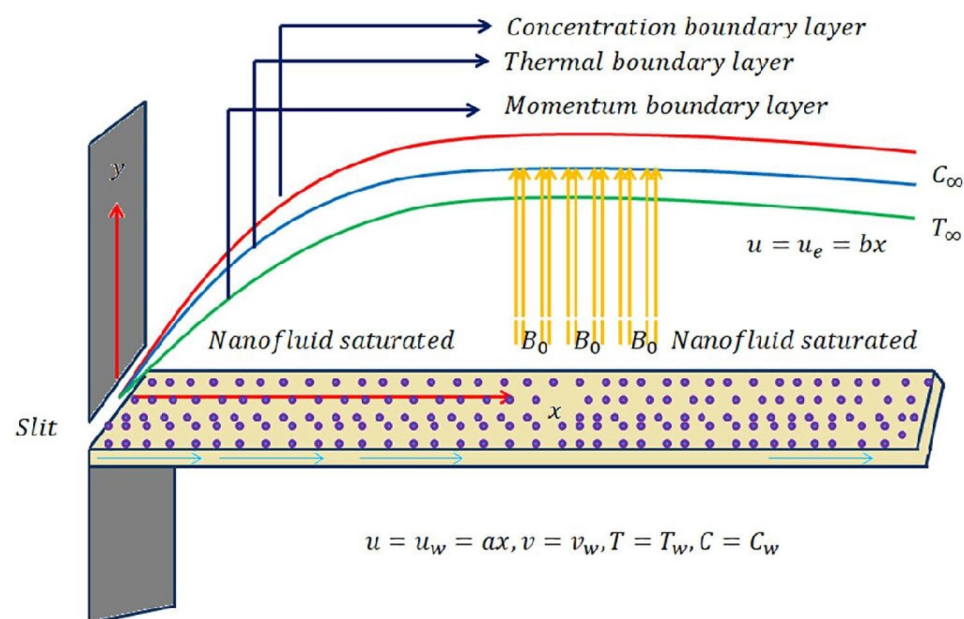 Concentration boundary layer
Thermal boundary layer
Momentum boundary layer
y
C∞
T∞
u = u_e = bx
Nanofluid saturated
B₀ B₀ B₀
Nanofluid saturated
x
Slit
u = u_w = ax, v = v_w, T = T_w, C = C_w